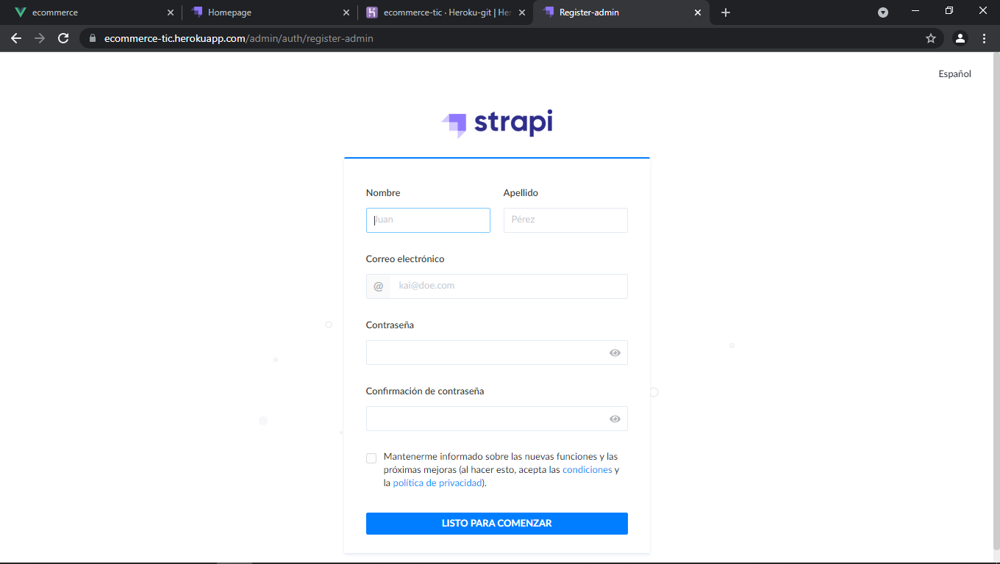 ecommerce
Homepage
ecommerce-tic · Heroku-git | Her
Register-admin
ecommerce-tic.herokuapp.com/admin/auth/register-admin
Español
strapi
Nombre
Apellido
Juan
Pérez
Correo electrónico
@
kai@doe.com
Contraseña
Confirmación de contraseña
Mantenerme informado sobre las nuevas funciones y las
próximas mejoras (al hacer esto, acepta las condiciones y
la política de privacidad).
LISTO PARA COMENZAR